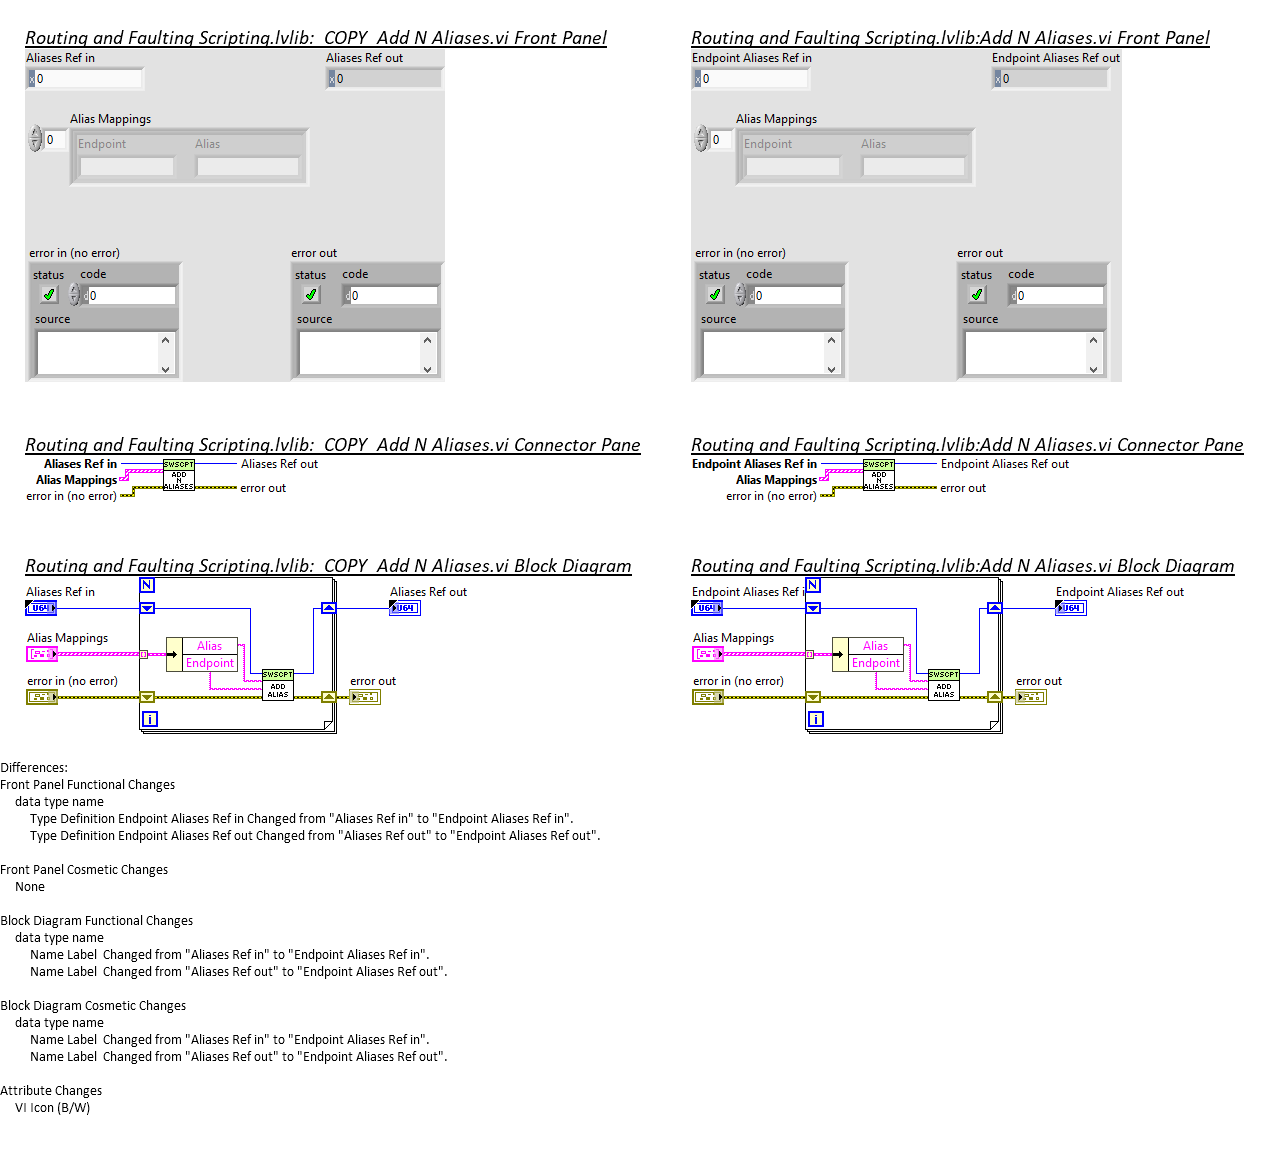 Routing and Faulting Scripting.lvlib:  COPY  Add N Aliases.vi Front Panel
Aliases Ref in
Aliases Ref out
x 0
x 0
Alias Mappings
0
Endpoint
Alias
error in (no error)
error out
status
code
status
code
d 0
d 0
source
source
Routing and Faulting Scripting.lvlib:Add N Aliases.vi Front Panel
Endpoint Aliases Ref in
Endpoint Aliases Ref out
x 0
x 0
Alias Mappings
0
Endpoint
Alias
error in (no error)
error out
status
code
status
code
d 0
d 0
source
source
Routing and Faulting Scripting.lvlib:  COPY  Add N Aliases.vi Connector Pane
Aliases Ref in
Alias Mappings
error in (no error)
SWSCPT
ADD
N
ALIASES
Aliases Ref out
error out
Routing and Faulting Scripting.lvlib:Add N Aliases.vi Connector Pane
Endpoint Aliases Ref in
Alias Mappings
error in (no error)
SWSCPT
ADD
N
ALIASES
Endpoint Aliases Ref out
error out
Routing and Faulting Scripting.lvlib:  COPY  Add N Aliases.vi Block Diagram
Aliases Ref in
N
Aliases Ref out
U64
U64
Alias Mappings
Alias
Endpoint
error in (no error)
SWSCPT
ADD
ALIAS
error out
i
Routing and Faulting Scripting.lvlib:Add N Aliases.vi Block Diagram
Endpoint Aliases Ref i
N
Endpoint Aliases Ref out
U64
U64
Alias Mappings
Alias
Endpoint
error in (no error)
SWSCPT
ADD
ALIAS
error out
i
Differences:
Front Panel Functional Changes
data type name
Type Definition Endpoint Aliases Ref in Changed from "Aliases Ref in" to "Endpoint Aliases Ref in".
Type Definition Endpoint Aliases Ref out Changed from "Aliases Ref out" to "Endpoint Aliases Ref out".
Front Panel Cosmetic Changes
None
Block Diagram Functional Changes
data type name
Name Label  Changed from "Aliases Ref in" to "Endpoint Aliases Ref in".
Name Label  Changed from "Aliases Ref out" to "Endpoint Aliases Ref out".
Block Diagram Cosmetic Changes
data type name
Name Label  Changed from "Aliases Ref in" to "Endpoint Aliases Ref in".
Name Label  Changed from "Aliases Ref out" to "Endpoint Aliases Ref out".
Attribute Changes
VI Icon (B/W)